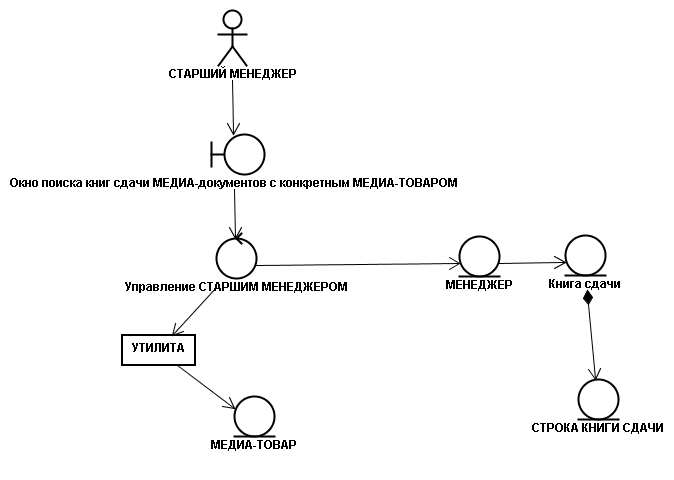 СТАРШИЙ МЕНЕДЖЕР
Окно поиска книг сдачи МЕДИА-документов с конкретным МЕДИА-ТОВАРОМ
Управление СТАРШИМ МЕНЕДЖЕРОМ
МЕНЕДЖЕР
Книга сдачи
УТИЛИТА
СТРОКА КНИГИ СДАЧИ
МЕДИА-ТОВАР